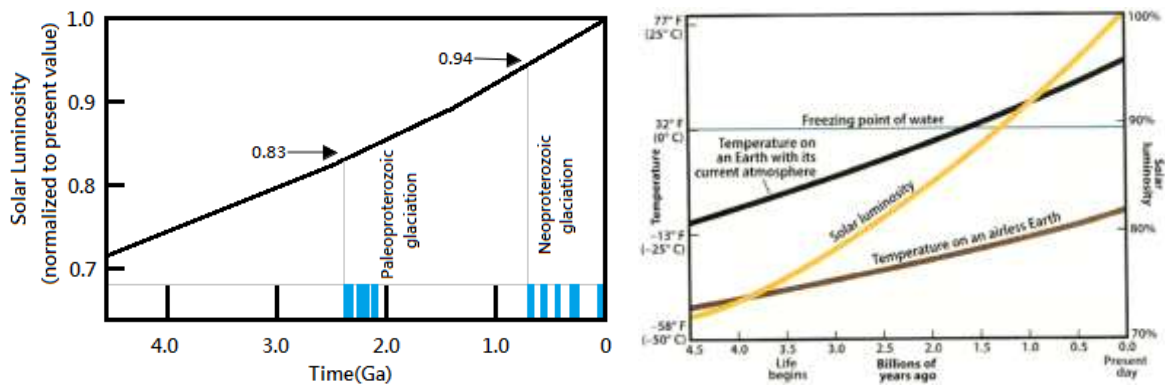 Solar Luminosity
(normalized to present value)
1.0
0.9
0.8
0.7
0.94
0.83
Paleoproterozoic
glaciation
Neoproterozoic
glaciation
4.0
3.0
2.0
1.0
0
Time(Ga)
77° F
(25° C)
32° F
(0° C)
−13° F
(−25° C)
−58° F
(−50° C)
Temperature
100%
90%
80%
70%
Solar
luminosity
Freezing point of water
Temperature on
an Earth with its
current atmosphere
Solar luminosity
Temperature on an airless Earth
4.5
4.0
3.5
3.0
2.5
2.0
1.5
1.0
0.5
0.0
Life
begins
Billions of
years ago
Present
day